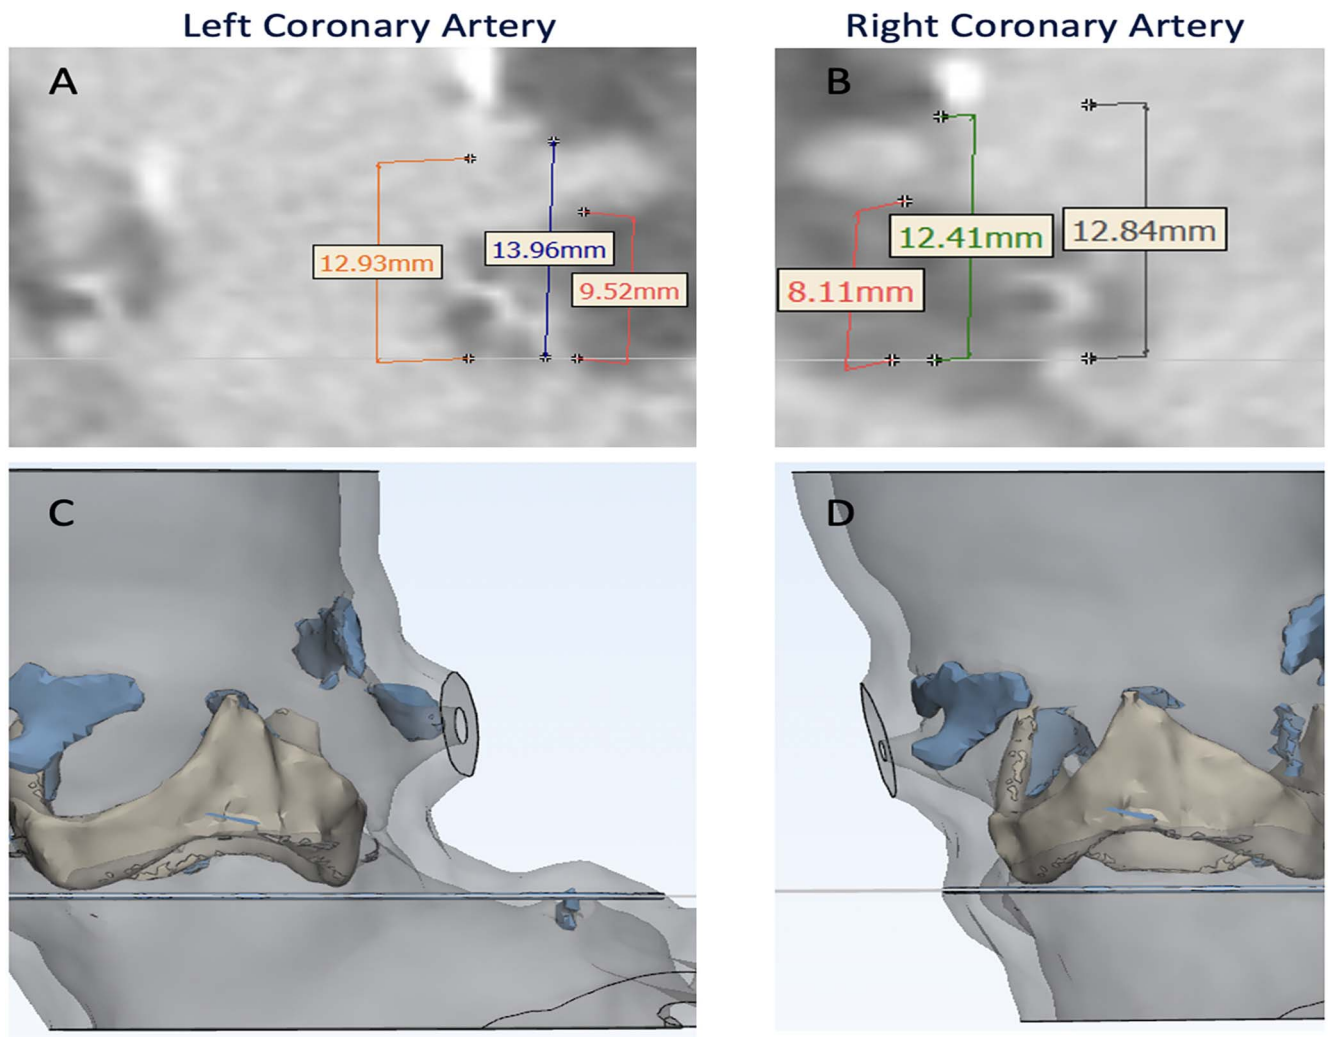 Left Coronary Artery
Right Coronary Artery
A
B
12.93mm
13.96mm
9.52mm
8.11mm
12.41mm
12.84mm
C
D